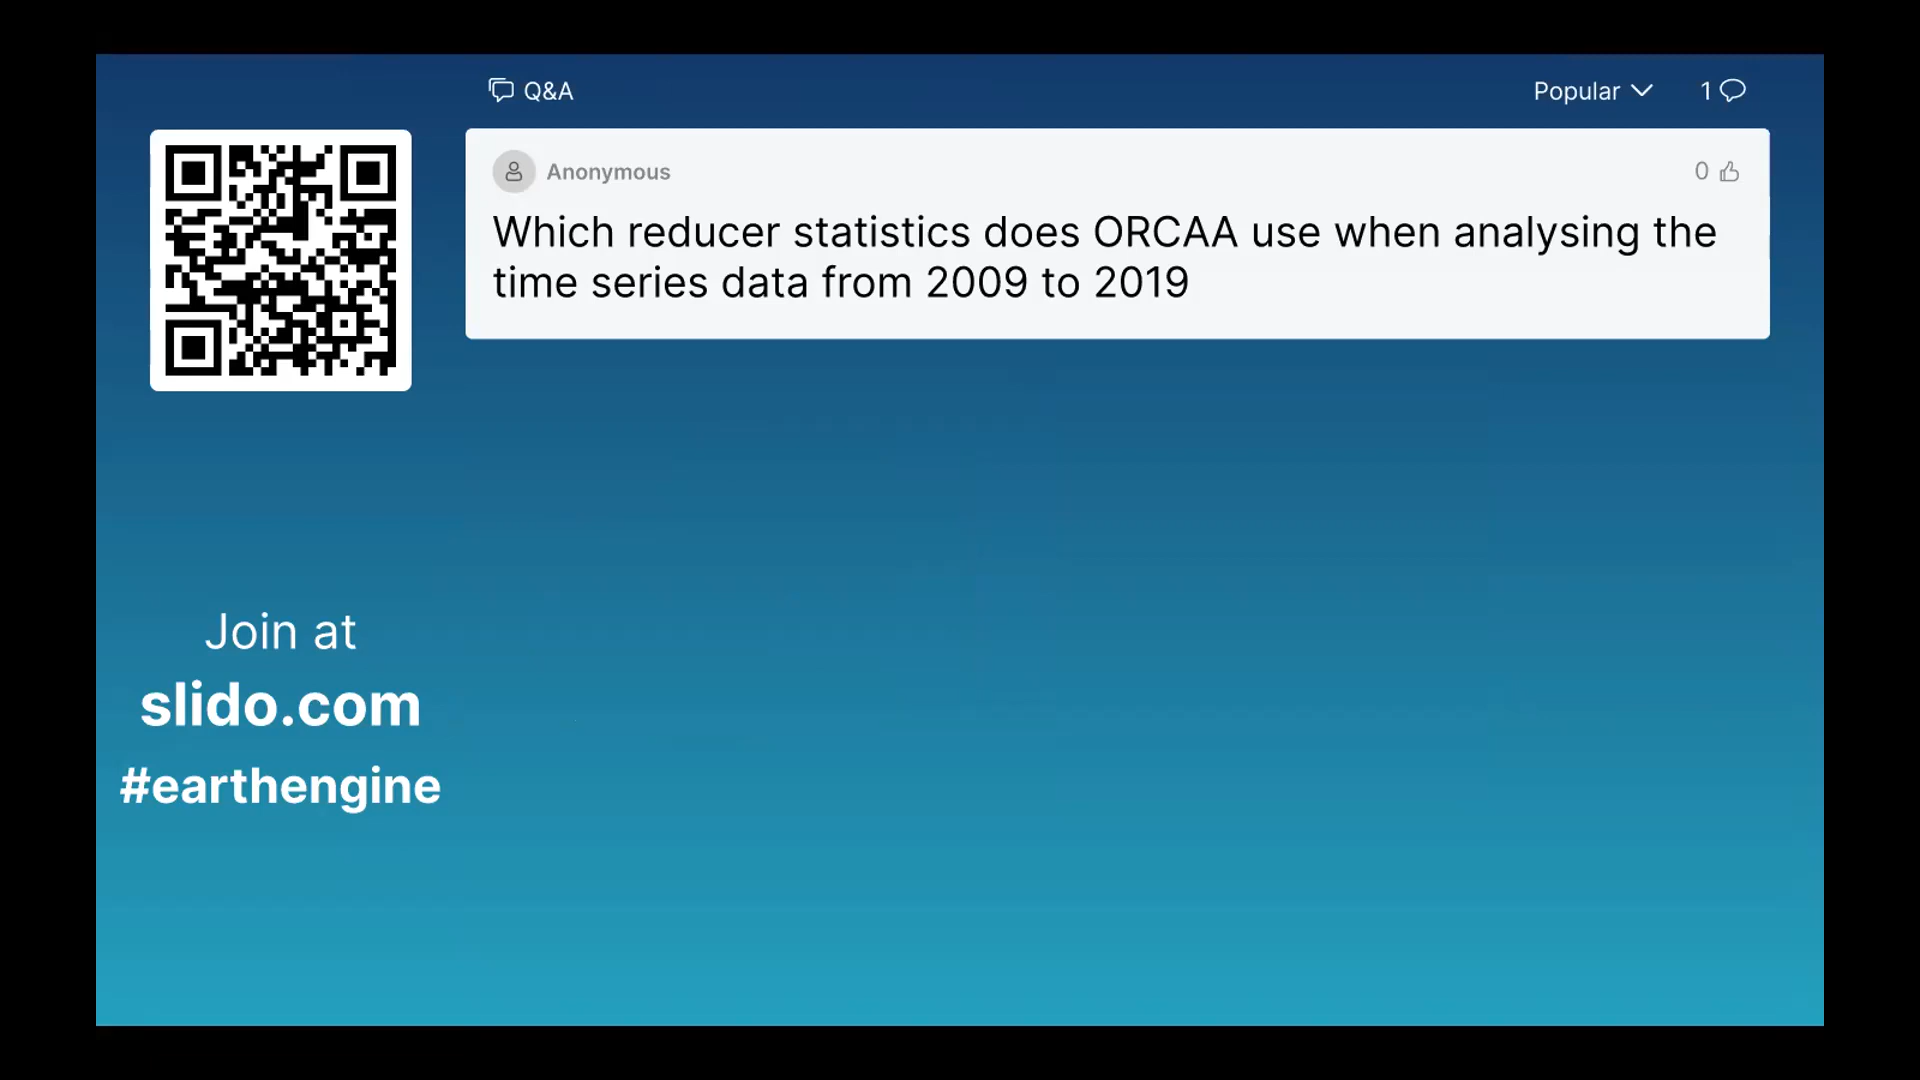 Q&A
Popular
1
Anonymous
0
Which reducer statistics does ORCAA use when analysing the
time series data from 2009 to 2019
Join at
slido.com
#earthengine